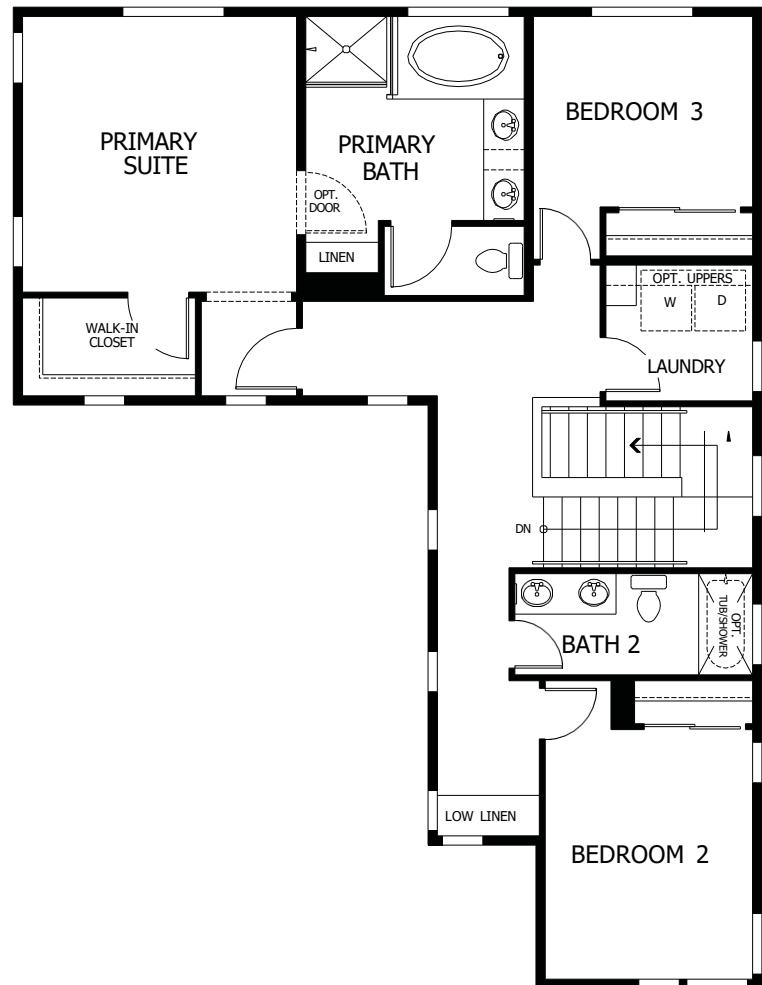 PRIMARY
SUITE
PRIMARY
BATH
BEDROOM 3
OPT.
DOOR
LINEN
OPT. UPPERS
W
D
WALK-IN
CLOSET
LAUNDRY
DN
OPT.
TUB/SHOWER
BATH 2
LOW LINEN
BEDROOM 2